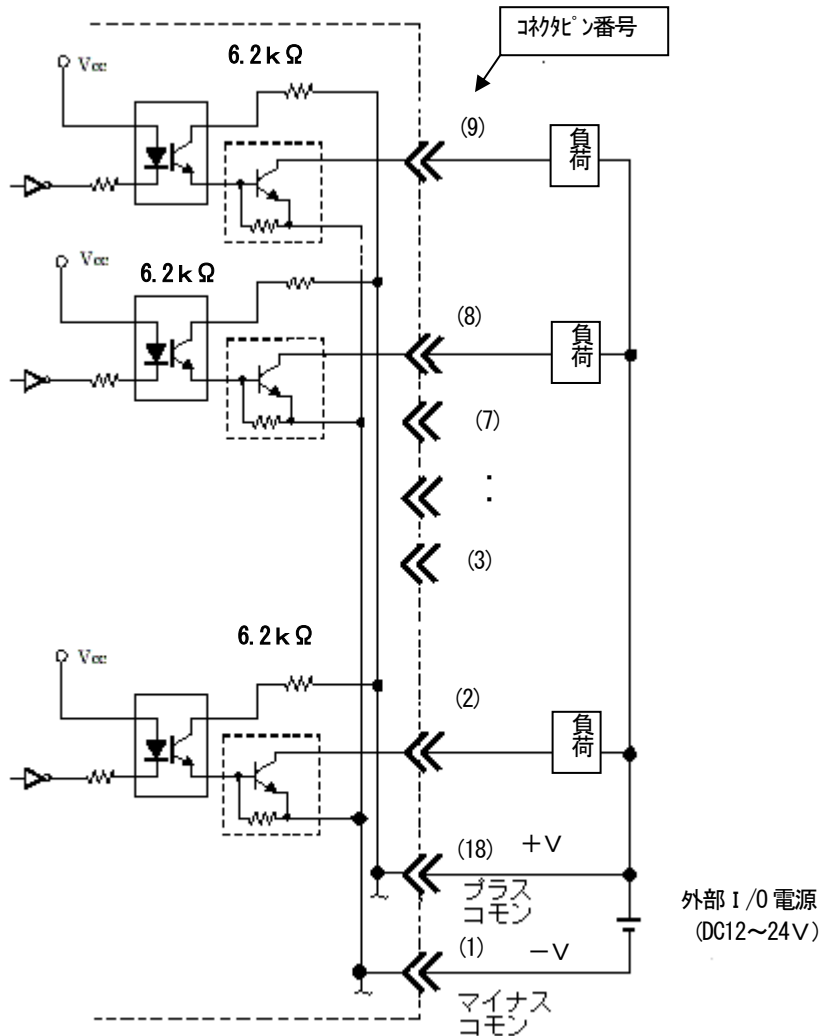 コネクタピン番号
6.2kΩ
Vcc
(9)
負荷
Vcc
6.2kΩ
(8)
負荷
(7)
:
(3)
6.2kΩ
Vcc
(2)
負荷
(18) +V
プラス
コモン
外部I/O電源
(DC12~24V)
(1) -V
マイナス
コモン